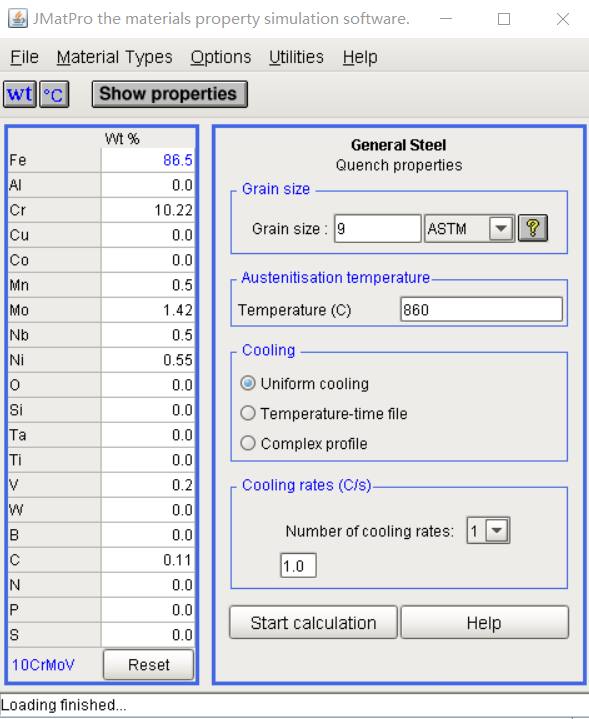 JMatPro the materials property simulation software.
File Material Types Options Utilities Help
wt °C Show properties
Wt %
Fe 86.5
Al 0.0
Cr 10.22
Cu 0.0
Co 0.0
Mn 0.5
Mo 1.42
Nb 0.5
Ni 0.55
O 0.0
Si 0.0
Ta 0.0
Ti 0.0
V 0.2
W 0.0
B 0.0
C 0.11
N 0.0
P 0.0
S 0.0
10CrMoV Reset
General Steel
Quench properties
Grain size
Grain size : 9 ASTM ?
Austenitisation temperature
Temperature (C) 860
Cooling
Uniform cooling
Temperature-time file
Complex profile
Cooling rates (C/s)
Number of cooling rates: 1
1.0
Start calculation Help
Loading finished...